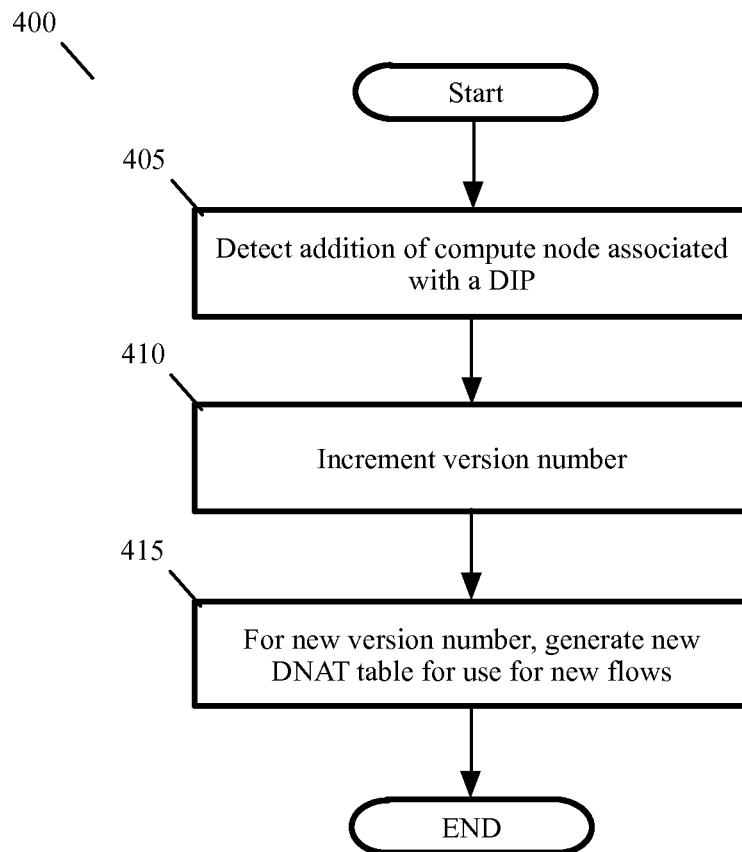 400
Start
405
Detect addition of compute node associated
with a DIP
410
Increment version number
415
For new version number, generate new
DNAT table for use for new flows
END